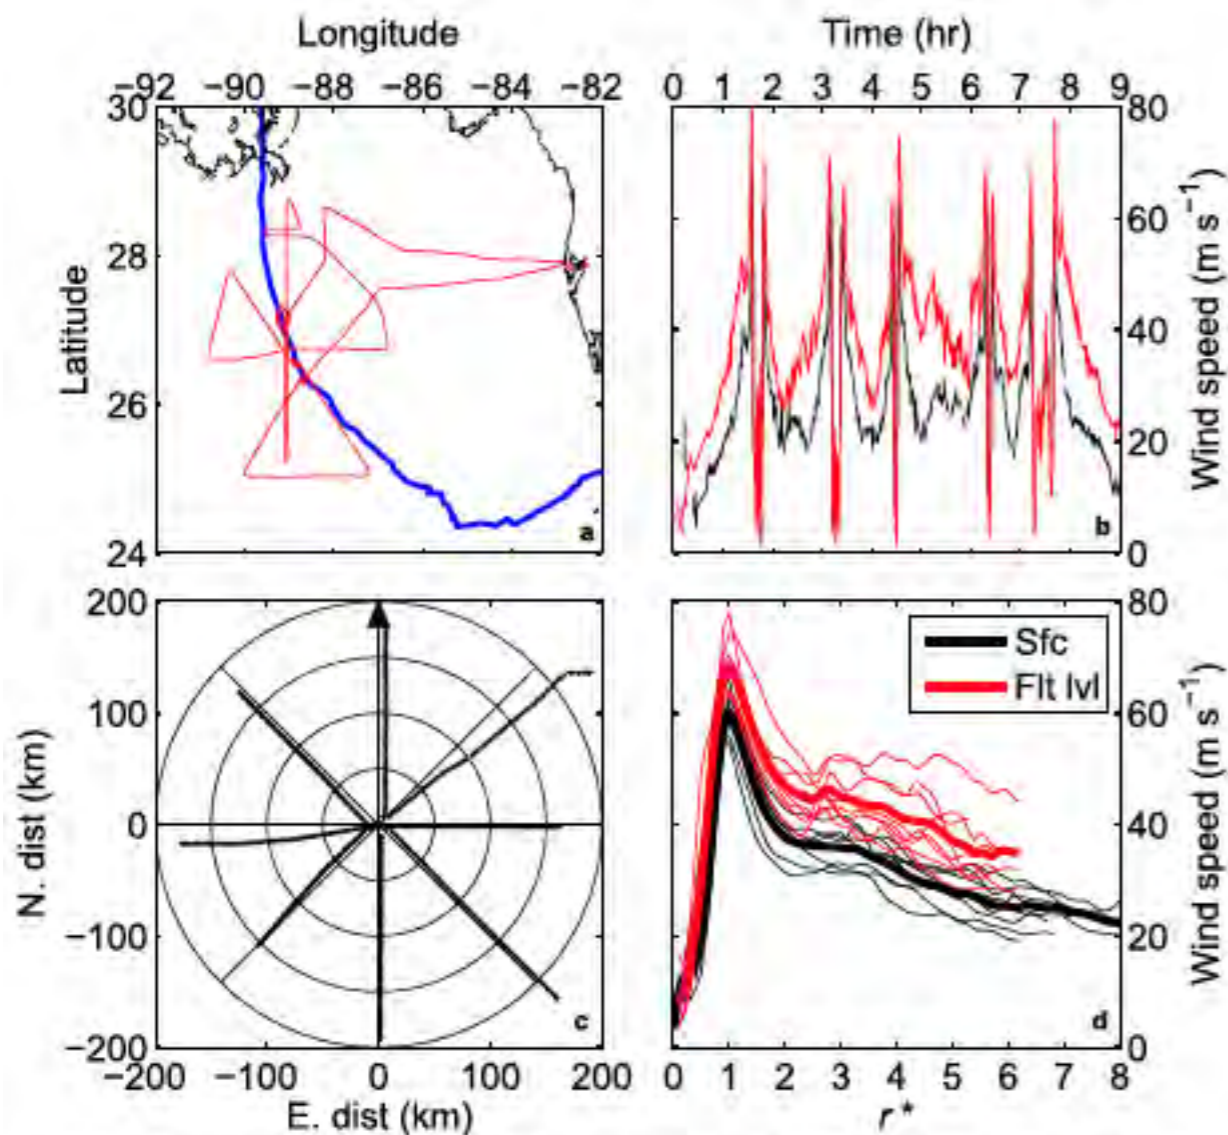 Longitude
Time (hr)
−92 −90 −88 −86 −84 −82
0 1 2 3 4 5 6 7 8 9
30
28
26
24
Latitude
a
80
60
40
20
0
Wind speed (m s⁻¹)
b
200
100
0
−100
−200
N. dist (km)
−200 −100 0 100 200
E. dist (km)
c
Sfc
Flt lvl
80
60
40
20
0
Wind speed (m s⁻¹)
d
0 1 2 3 4 5 6 7 8
r*